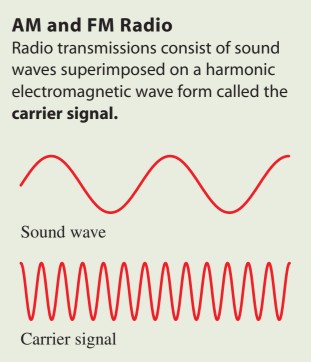 AM and FM Radio
Radio transmissions consist of sound
waves superimposed on a harmonic
electromagnetic wave form called the
carrier signal.
Sound wave
Carrier signal